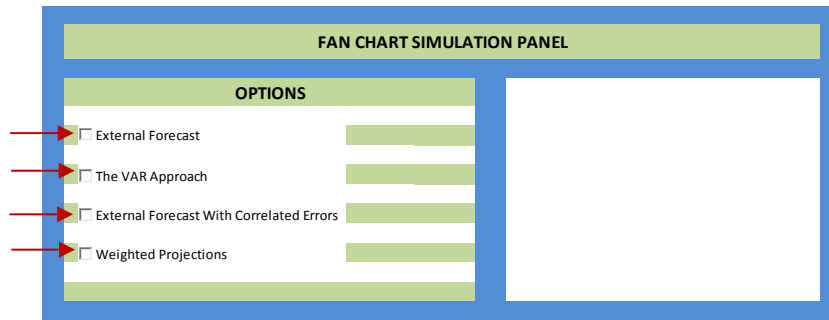 FAN CHART SIMULATION PANEL
OPTIONS
External Forecast
The VAR Approach
External Forecast With Correlated Errors
Weighted Projections